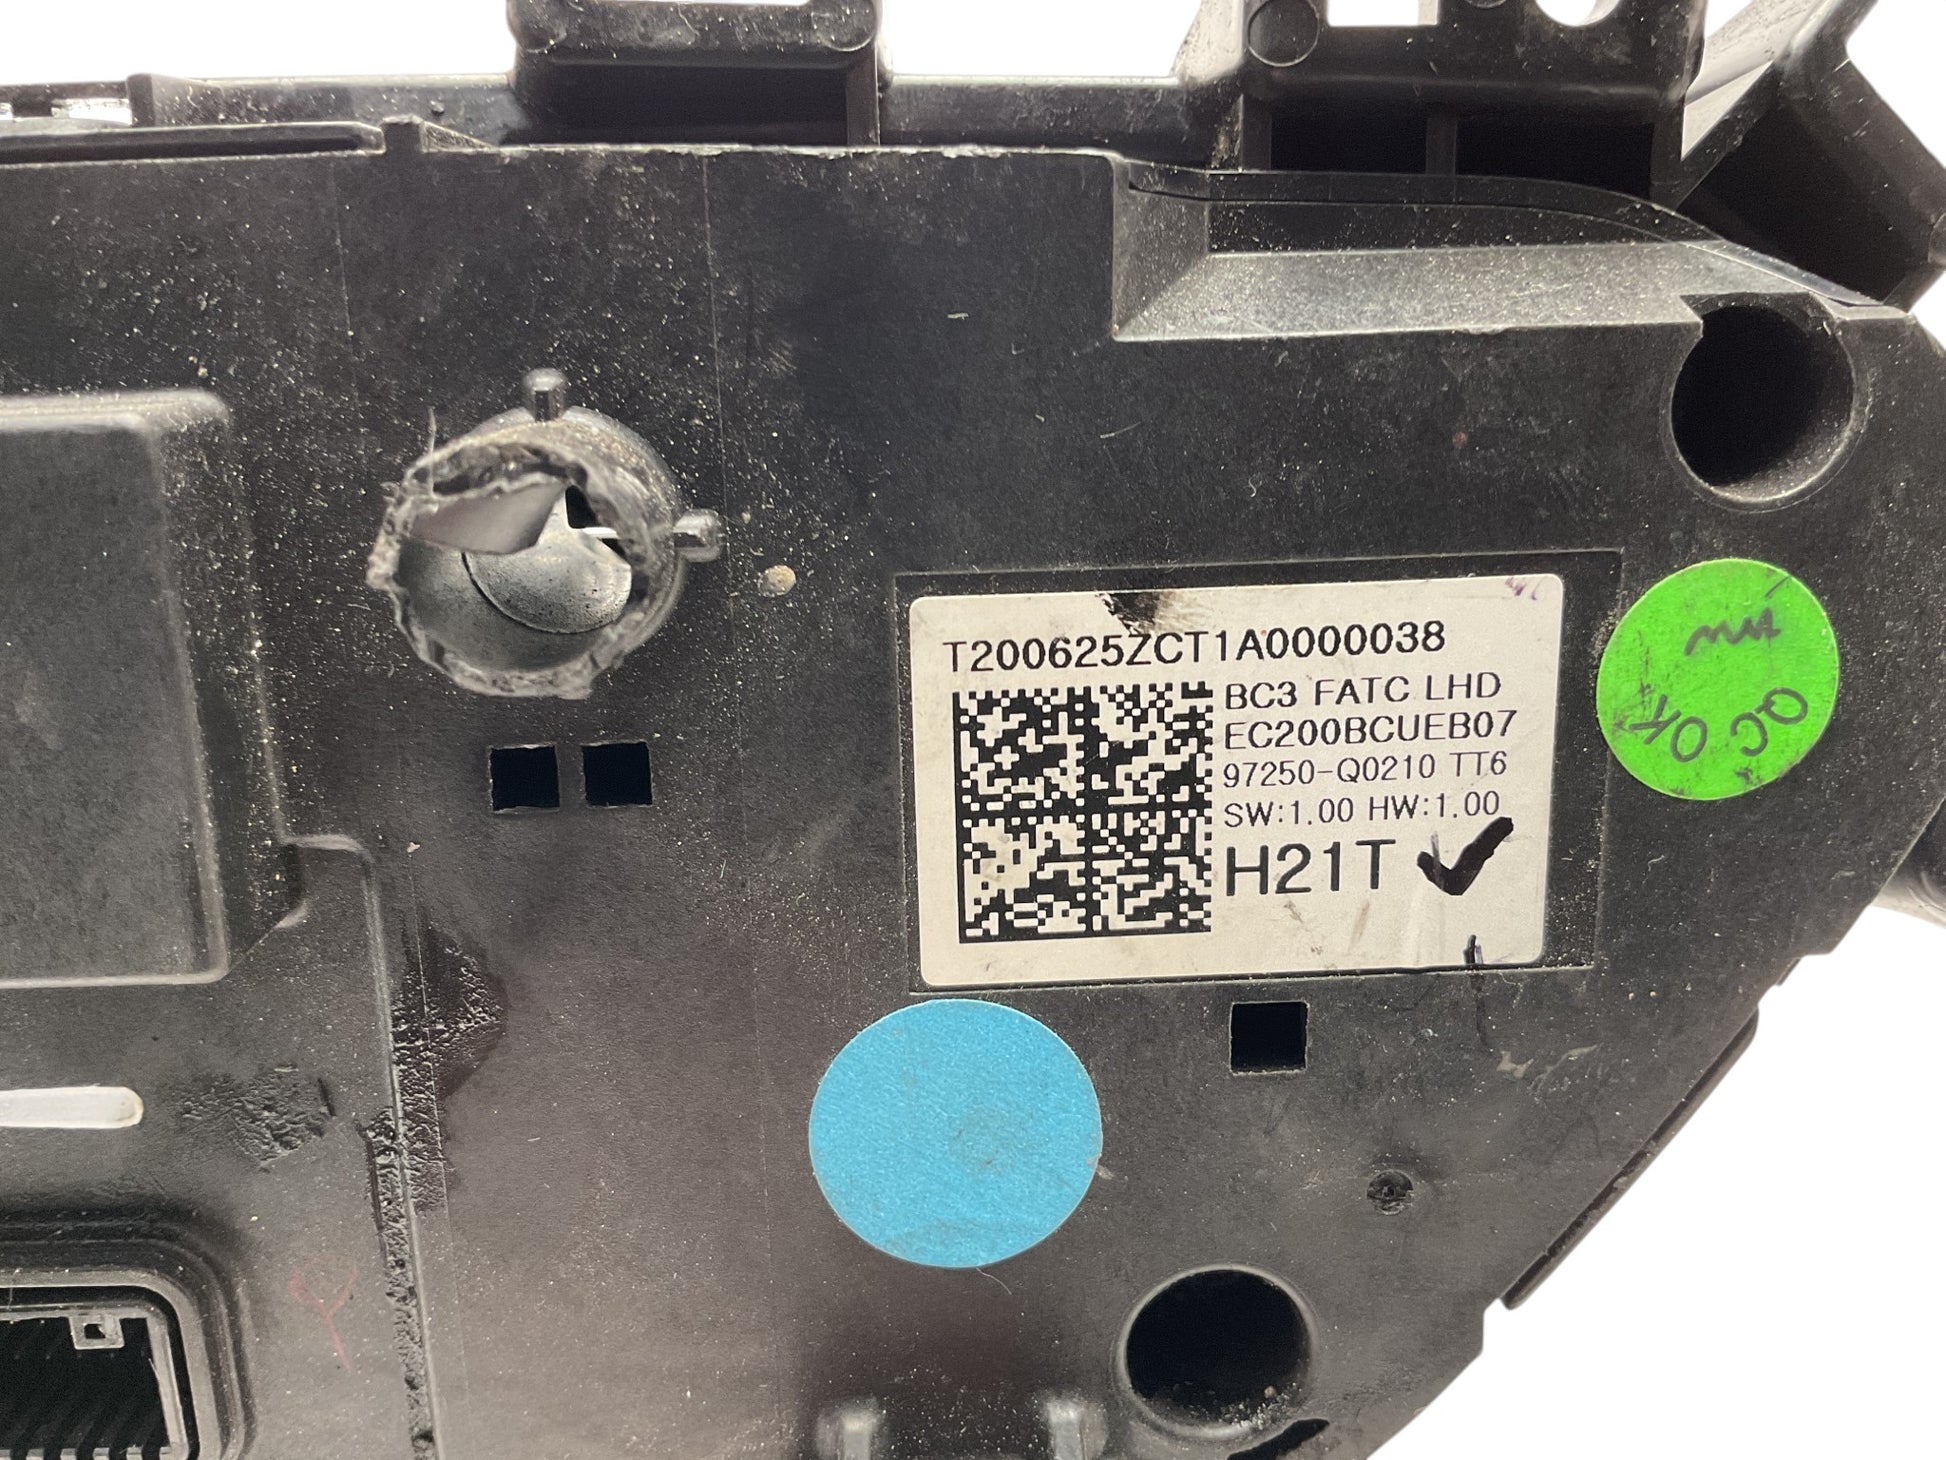 T200625ZCT1A0000038
BC3 FATC LHD
EC200BCUEB07
97250-Q0210 TT6
SW:1.00 HW:1.00
H21T
QC OK